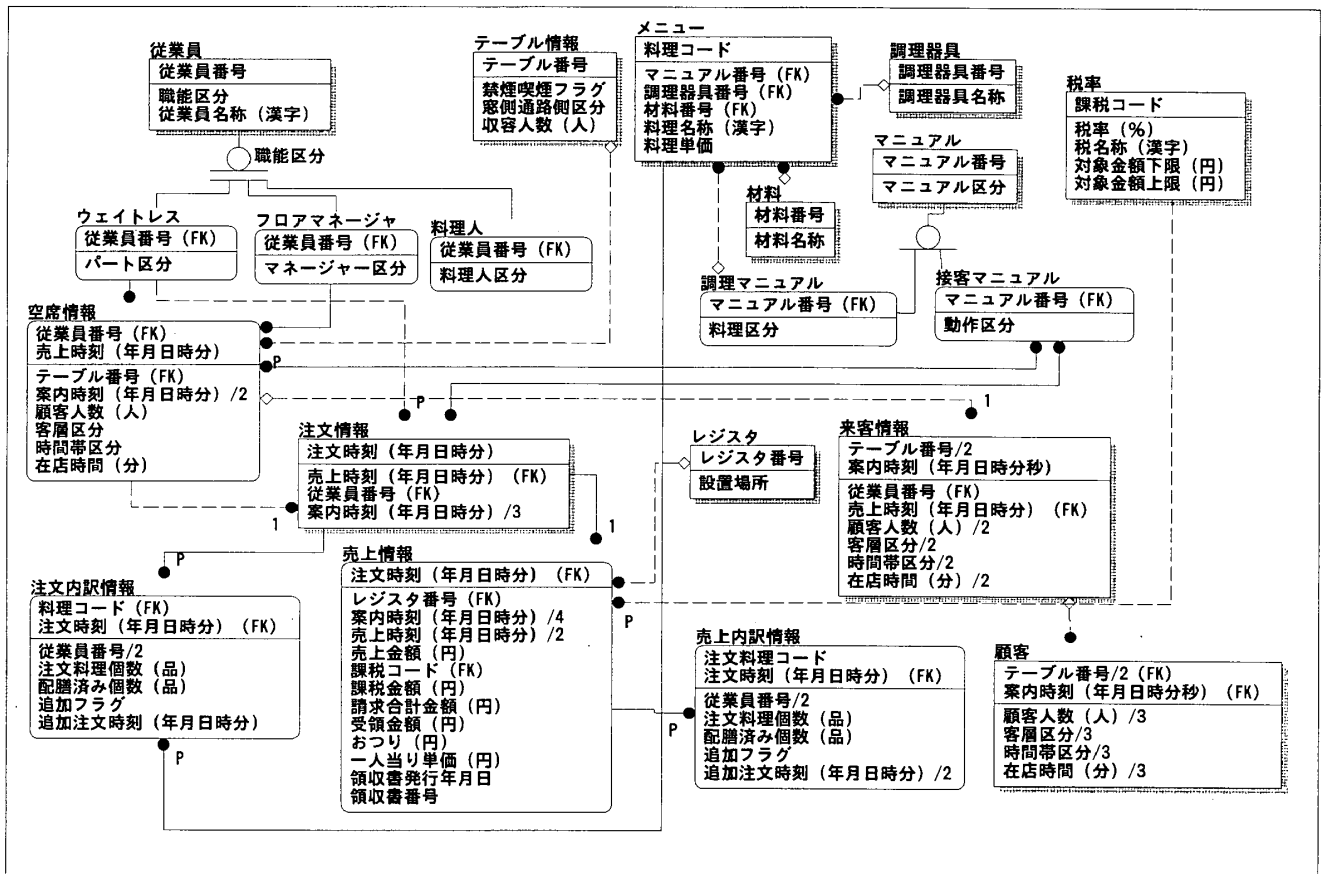 従業員
従業員番号
職能区分
従業員名称（漢字）
職能区分
テーブル情報
テーブル番号
禁煙喫煙フラグ
窓側通路側区分
収容人数（人）
メニュー
料理コード
マニュアル番号（FK）
調理器具番号（FK）
材料番号（FK）
料理名称（漢字）
料理単価
調理器具
調理器具番号
調理器具名称
税率
課税コード
税率（%）
税名称（漢字）
対象金額下限（円）
対象金額上限（円）
マニュアル
マニュアル番号
マニュアル区分
材料
材料番号
材料名称
ウェイトレス
従業員番号（FK）
パート区分
フロアマネージャ
従業員番号（FK）
マネージャー区分
料理人
従業員番号（FK）
料理人区分
調理マニュアル
マニュアル番号（FK）
料理区分
接客マニュアル
マニュアル番号（FK）
動作区分
空席情報
従業員番号（FK）
売上時刻（年月日時分）
テーブル番号（FK）
案内時刻（年月日時分）/2
顧客人数（人）
客層区分
時間帯区分
在店時間（分）
P
P
1
注文情報
注文時刻（年月日時分）
売上時刻（年月日時分）（FK）
従業員番号（FK）
案内時刻（年月日時分）/3
1
1
レジスタ
レジスタ番号
設置場所
来客情報
テーブル番号/2
案内時刻（年月日時分秒）
従業員番号（FK）
売上時刻（年月日時分）（FK）
顧客人数（人）/2
客層区分/2
時間帯区分/2
在店時間（分）/2
P
注文内訳情報
料理コード（FK）
注文時刻（年月日時分）（FK）
従業員番号/2
注文料理個数（品）
配膳済み個数（品）
追加フラグ
追加注文時刻（年月日時分）
P
売上情報
注文時刻（年月日時分）（FK）
レジスタ番号（FK）
案内時刻（年月日時分）/4
売上時刻（年月日時分）/2
売上金額（円）
課税コード（FK）
課税金額（円）
請求合計金額（円）
受領金額（円）
おつり（円）
一人当り単価（円）
領収書発行年月日
領収書番号
P
売上内訳情報
注文料理コード
注文時刻（年月日時分）（FK）
従業員番号/2
注文料理個数（品）
配膳済み個数（品）
追加フラグ
追加注文時刻（年月日時分）/2
P
顧客
テーブル番号/2（FK）
案内時刻（年月日時分秒）（FK）
顧客人数（人）/3
客層区分/3
時間帯区分/3
在店時間（分）/3